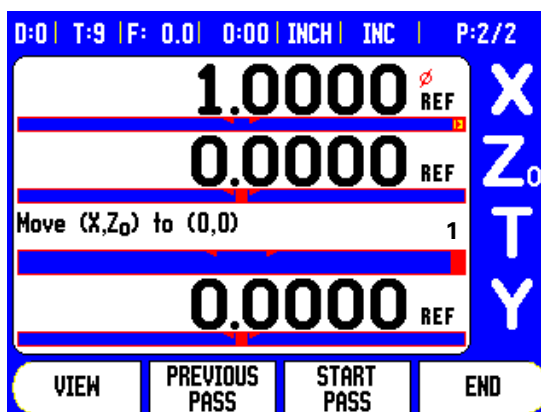 D:0 | T:9 | F: 0.0 | 0:00 | INCH | INC | P:2/2
1.0000 Ø REF X
0.0000 REF Z₀
Move (X,Z₀) to (0,0) 1 T
0.0000 REF Y
VIEW PREVIOUS PASS START PASS END